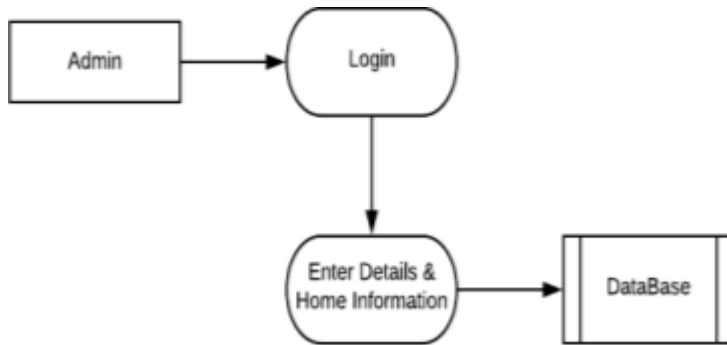 Admin
Login
Enter Details &
Home Information
DataBase